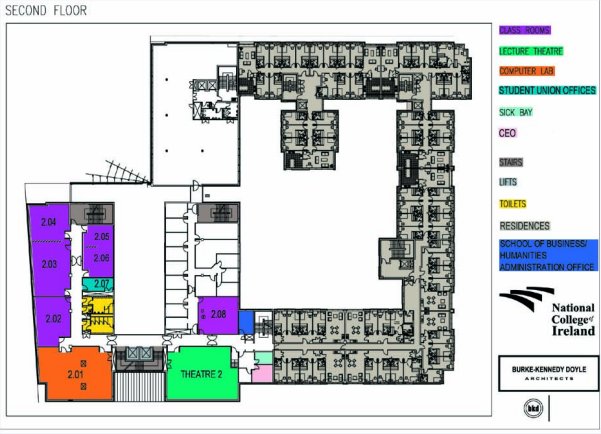 SECOND FLOOR
CLASS ROOMS
LECTURE THEATRE
COMPUTER LAB
STUDENT UNION OFFICES
SICK BAY
CEO
STAIRS
LIFTS
TOILETS
RESIDENCES
SCHOOL OF BUSINESS/
HUMANITIES
ADMINISTRATION OFFICE
2.04
2.05
2.03
2.06
2.07
2.02
2.08
2.01
THEATRE 2
National
College of
Ireland
BURKE-KENNEDY DOYLE
ARCHITECTS
bkd